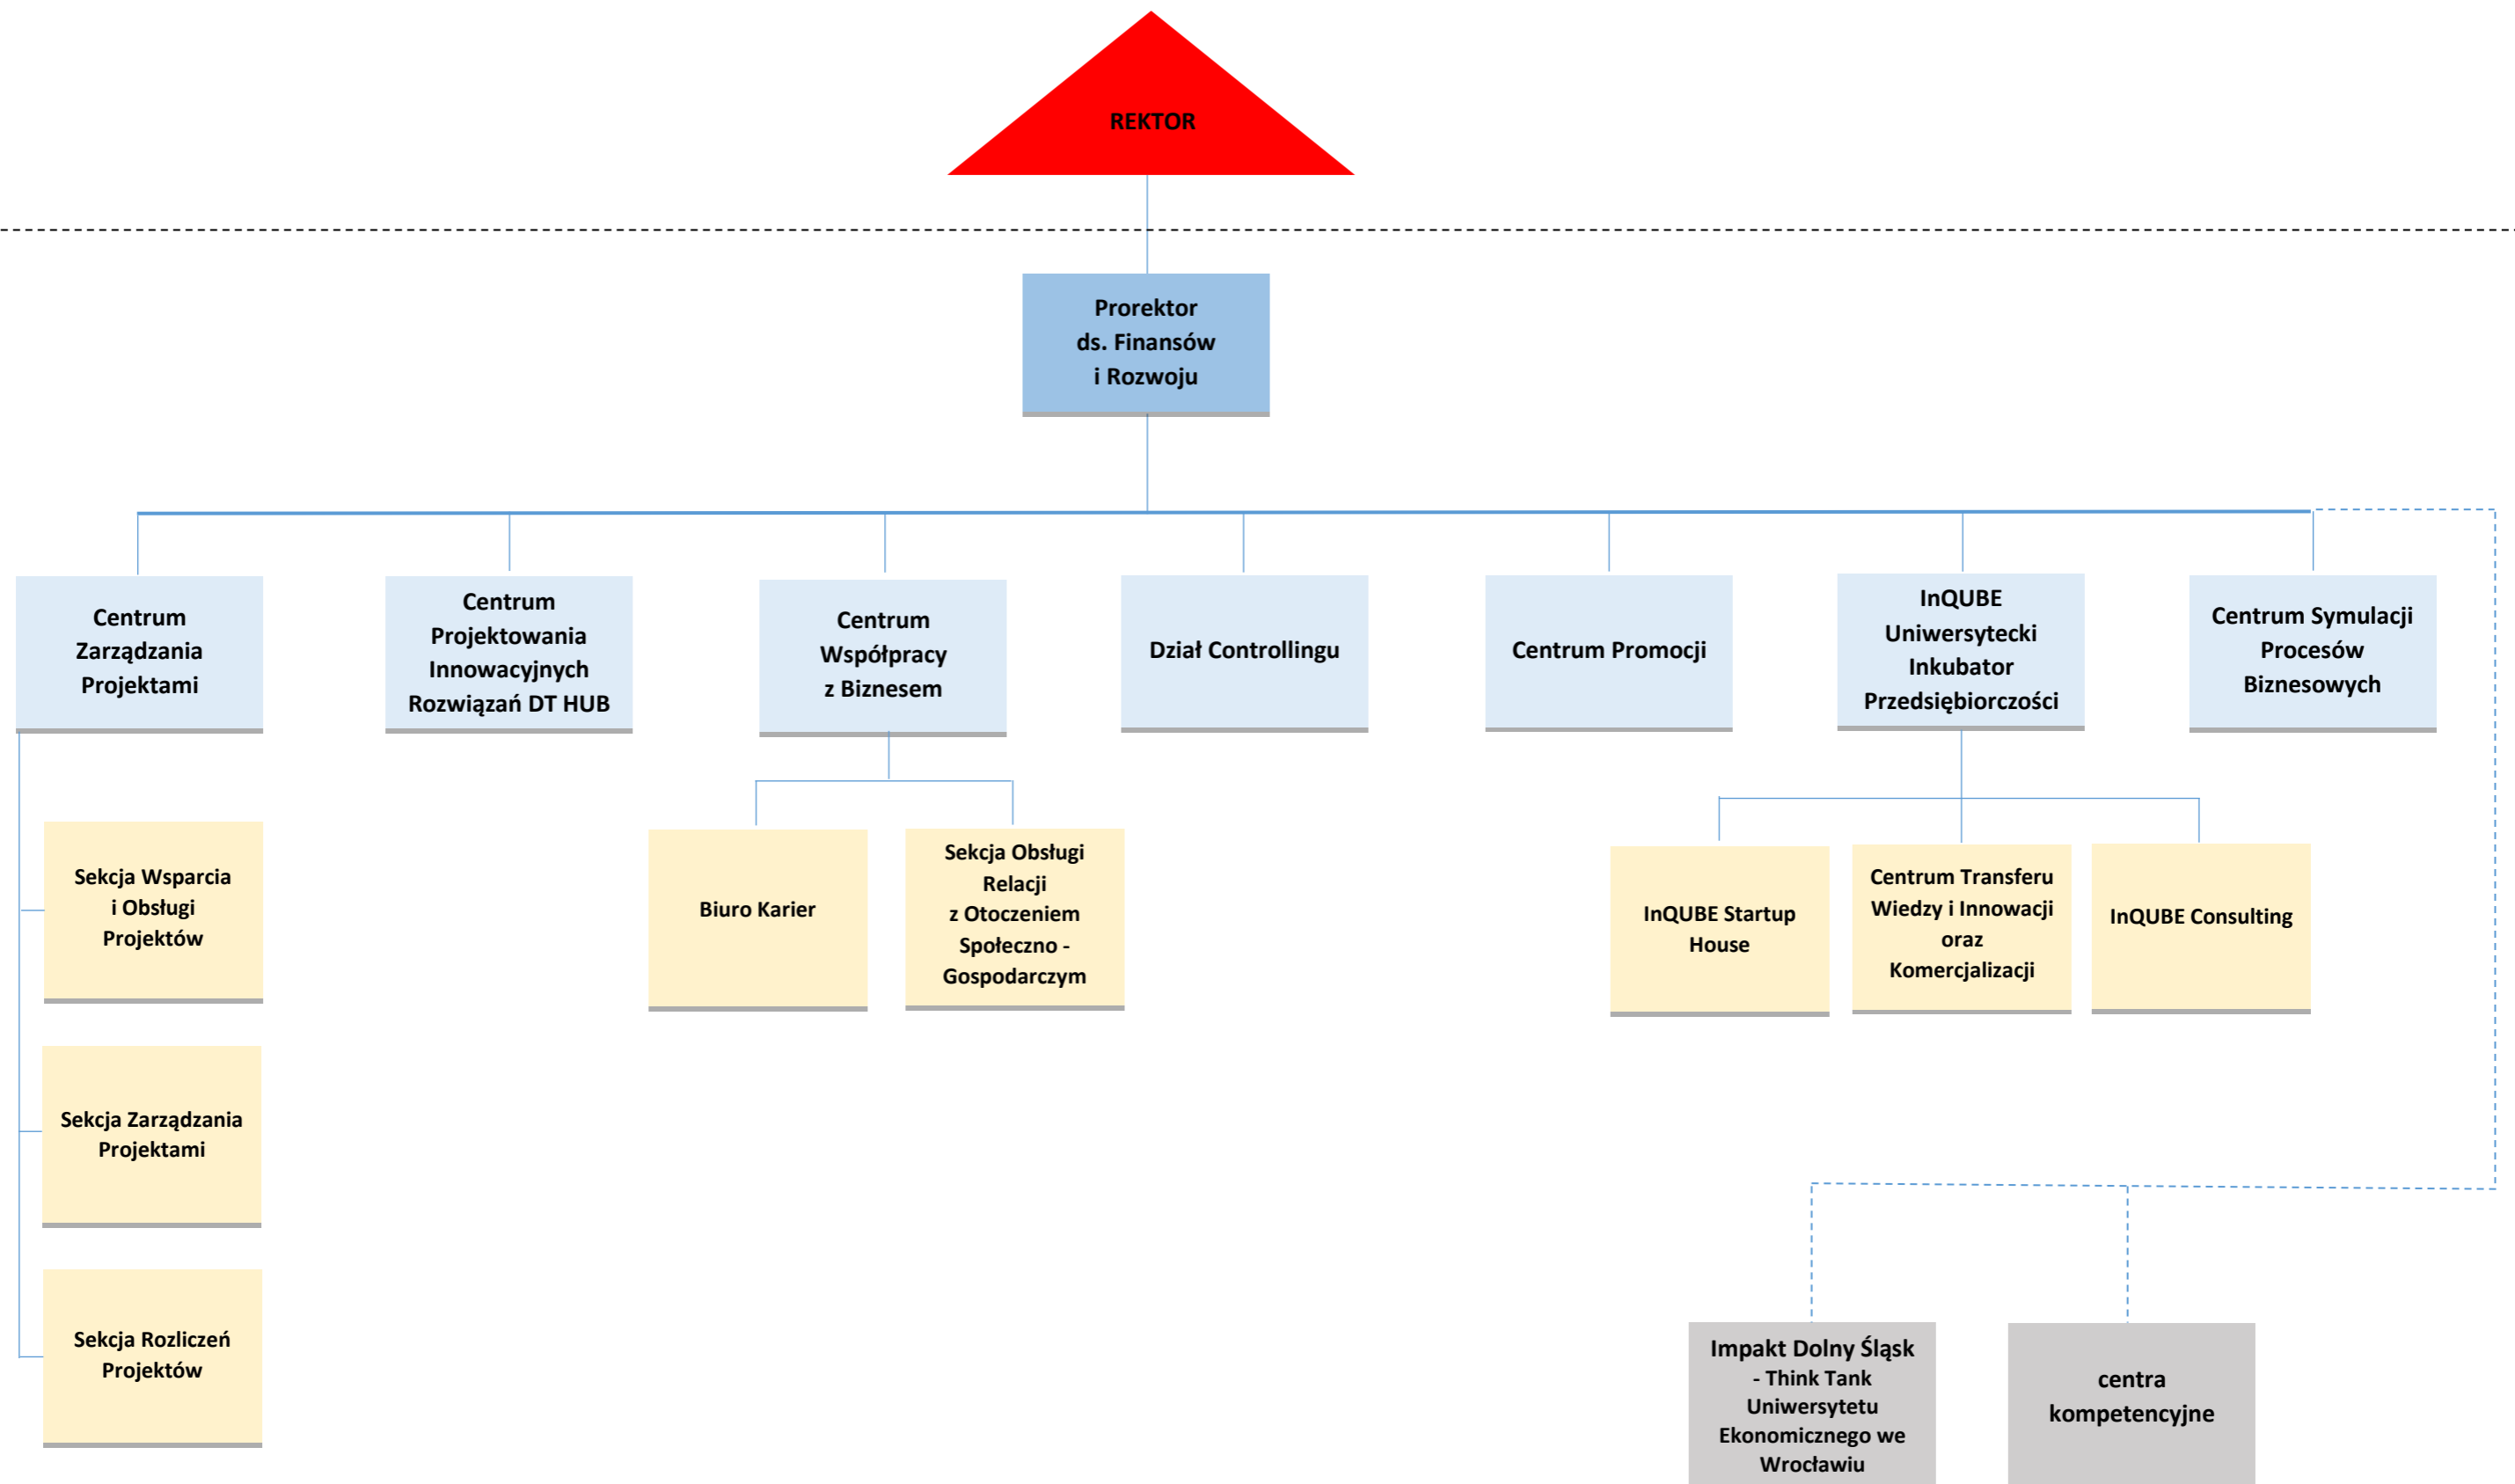 REKTOR
Prorektor
ds. Finansów
i Rozwoju
Centrum
Zarządzania
Projektami
Centrum
Projektowania
Innowacyjnych
Rozwiązań DT HUB
Centrum
Współpracy
z Biznesem
Dział Controllingu
Centrum Promocji
InQUBE
Uniwersytecki
Inkubator
Przedsiębiorczości
Centrum Symulacji
Procesów
Biznesowych
Sekcja Wsparcia
i Obsługi
Projektów
Sekcja Zarządzania
Projektami
Sekcja Rozliczeń
Projektów
Biuro Karier
Sekcja Obsługi
Relacji
z Otoczeniem
Społeczno -
Gospodarczym
InQUBE Startup
House
Centrum Transferu
Wiedzy i Innowacji
oraz
Komercjalizacji
InQUBE Consulting
Impakt Dolny Śląsk
- Think Tank
Uniwersytetu
Ekonomicznego we
Wrocławiu
centra
kompetencyjne